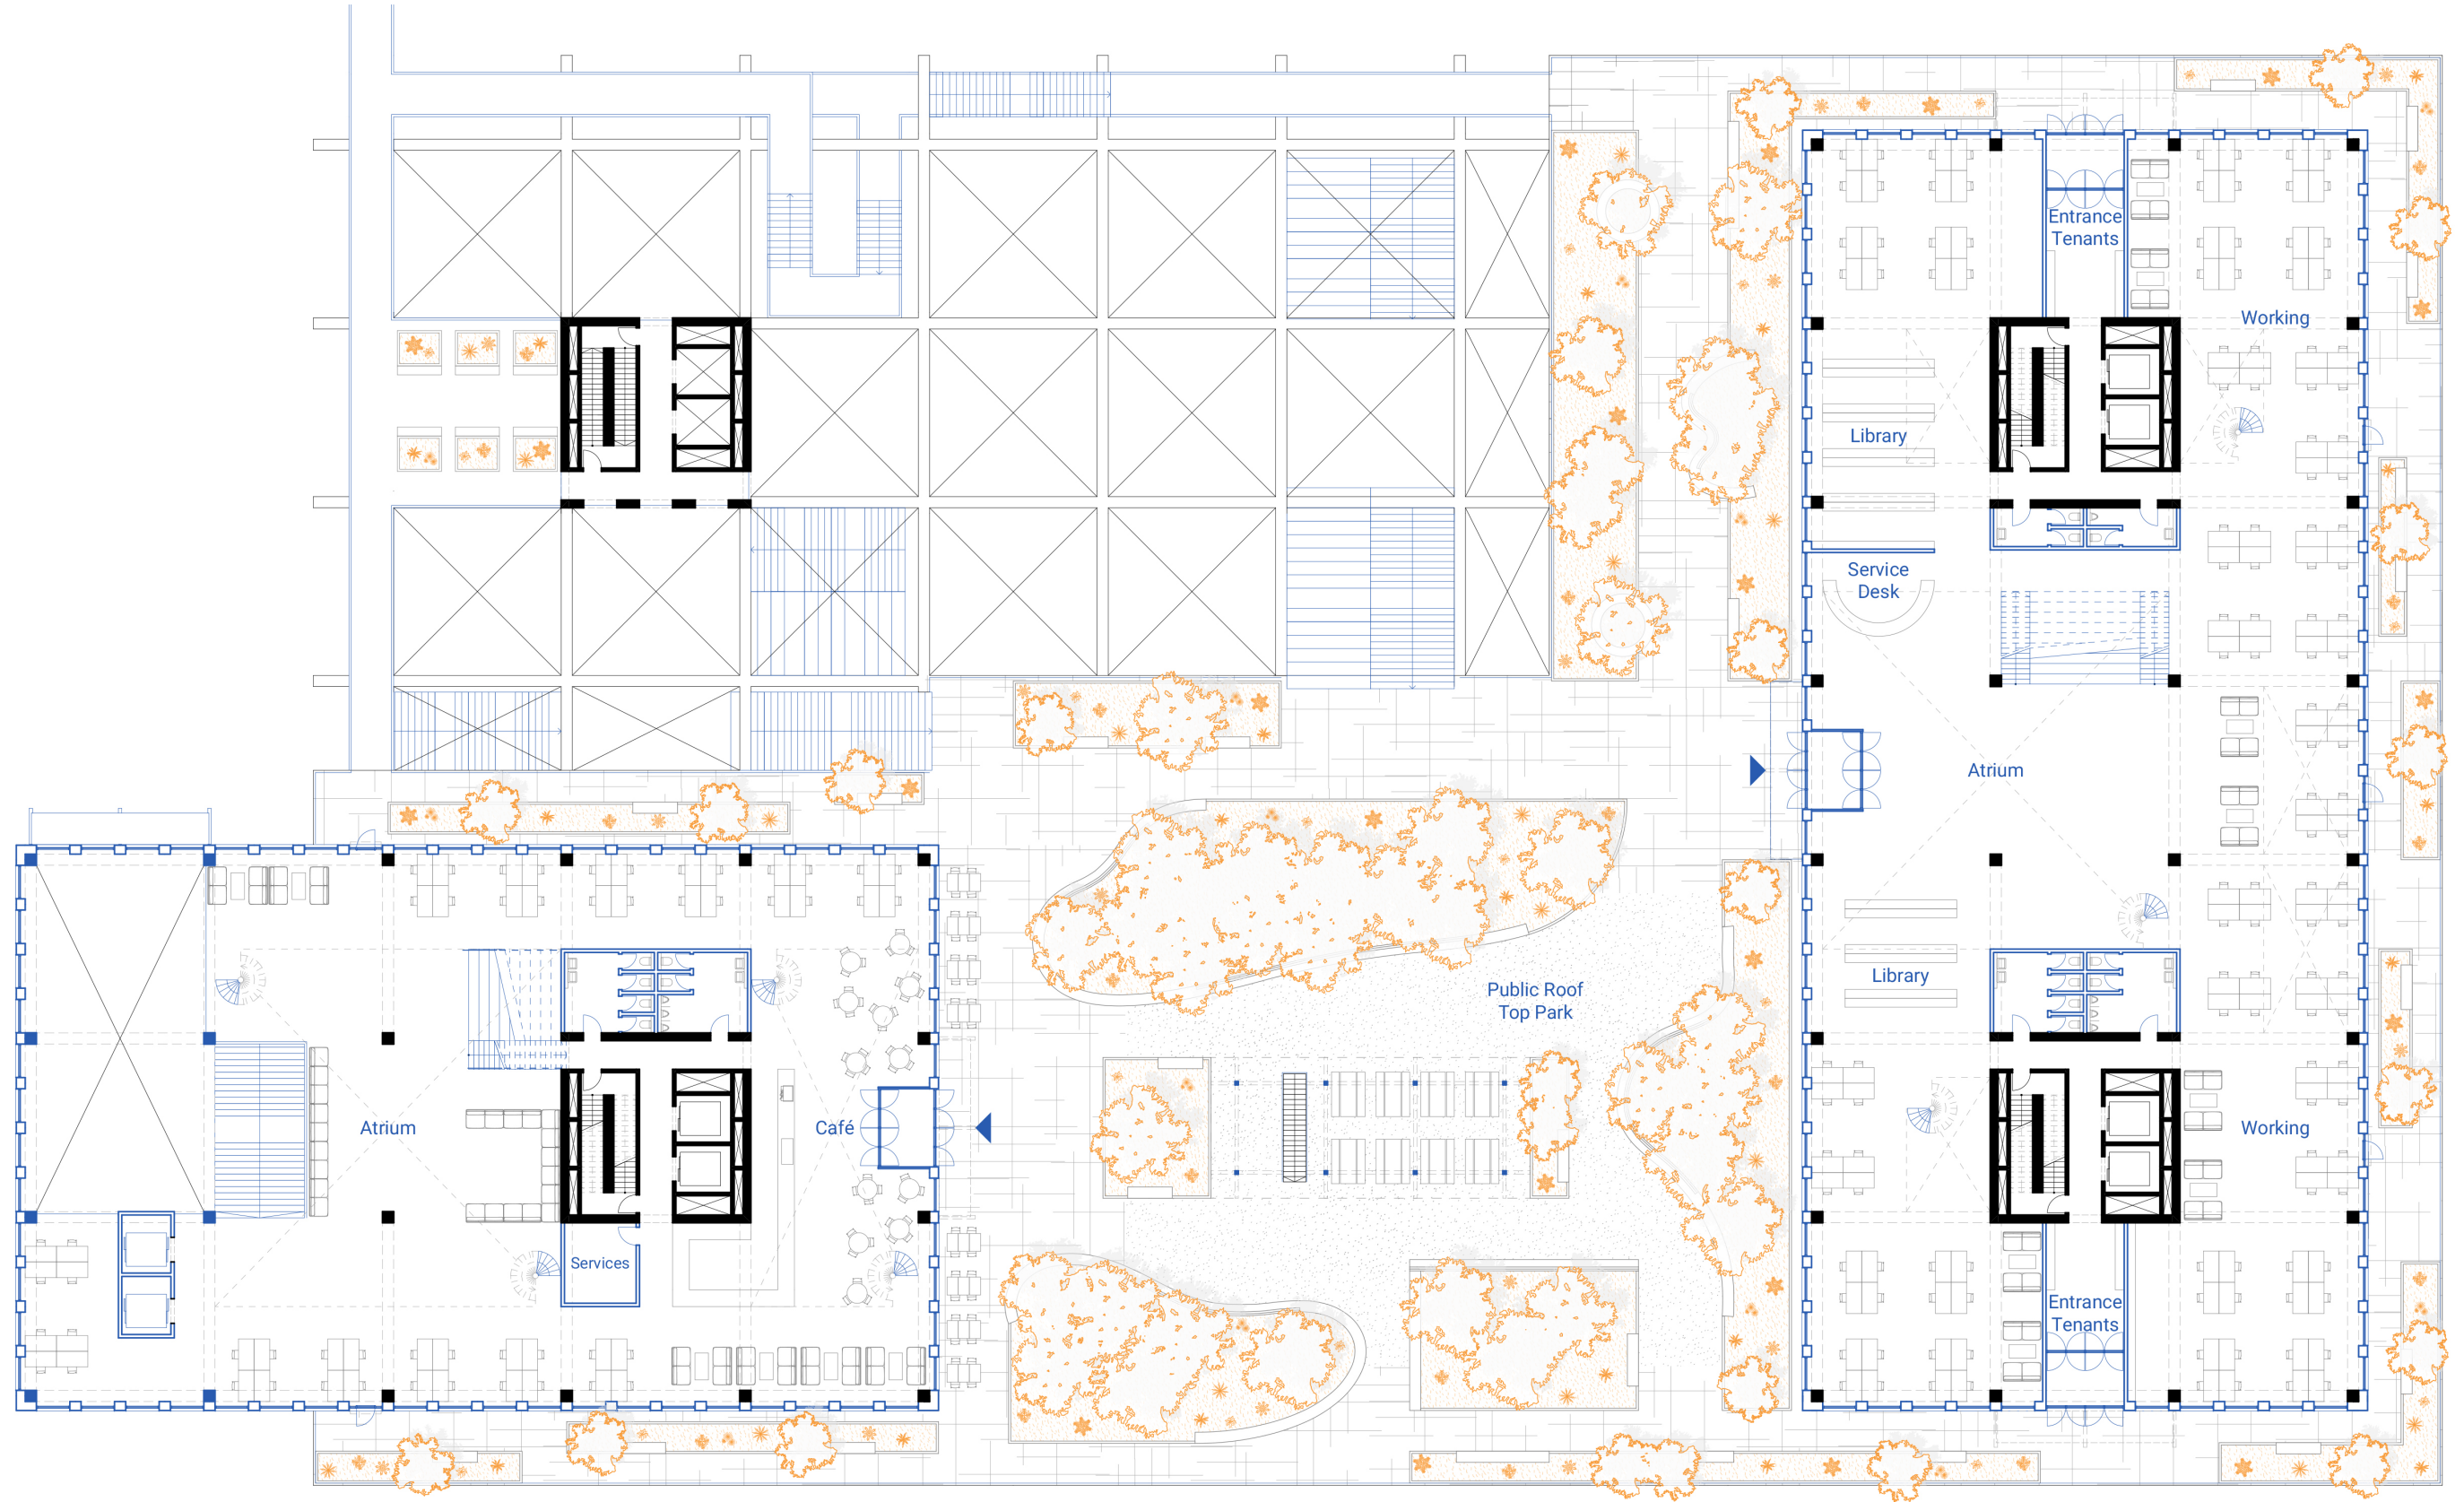 Entrance
Tenants
Working
Library
Service
Desk
Atrium
Library
Public Roof
Top Park
Atrium
Café
Working
Services
Entrance
Tenants